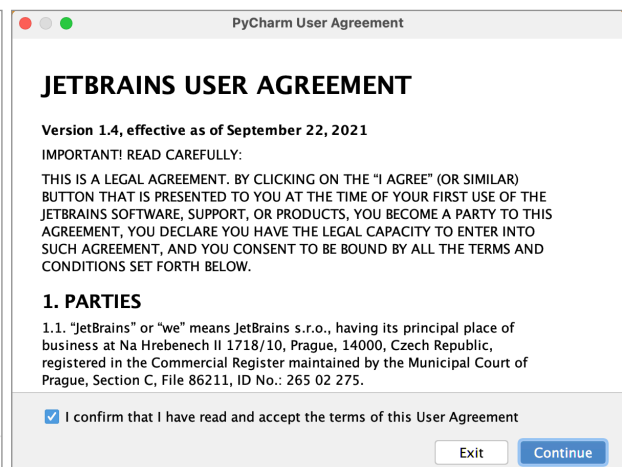 PyCharm User Agreement
JETBRAINS USER AGREEMENT
Version 1.4, effective as of September 22, 2021
IMPORTANT! READ CAREFULLY:
THIS IS A LEGAL AGREEMENT. BY CLICKING ON THE “I AGREE” (OR SIMILAR)
BUTTON THAT IS PRESENTED TO YOU AT THE TIME OF YOUR FIRST USE OF THE
JETBRAINS SOFTWARE, SUPPORT, OR PRODUCTS, YOU BECOME A PARTY TO THIS
AGREEMENT, YOU DECLARE YOU HAVE THE LEGAL CAPACITY TO ENTER INTO
SUCH AGREEMENT, AND YOU CONSENT TO BE BOUND BY ALL THE TERMS AND
CONDITIONS SET FORTH BELOW.
1. PARTIES
1.1. “JetBrains” or “we” means JetBrains s.r.o., having its principal place of
business at Na Hrebenech II 1718/10, Prague, 14000, Czech Republic,
registered in the Commercial Register maintained by the Municipal Court of
Prague, Section C, File 86211, ID No.: 265 02 275.
I confirm that I have read and accept the terms of this User Agreement
Exit Continue